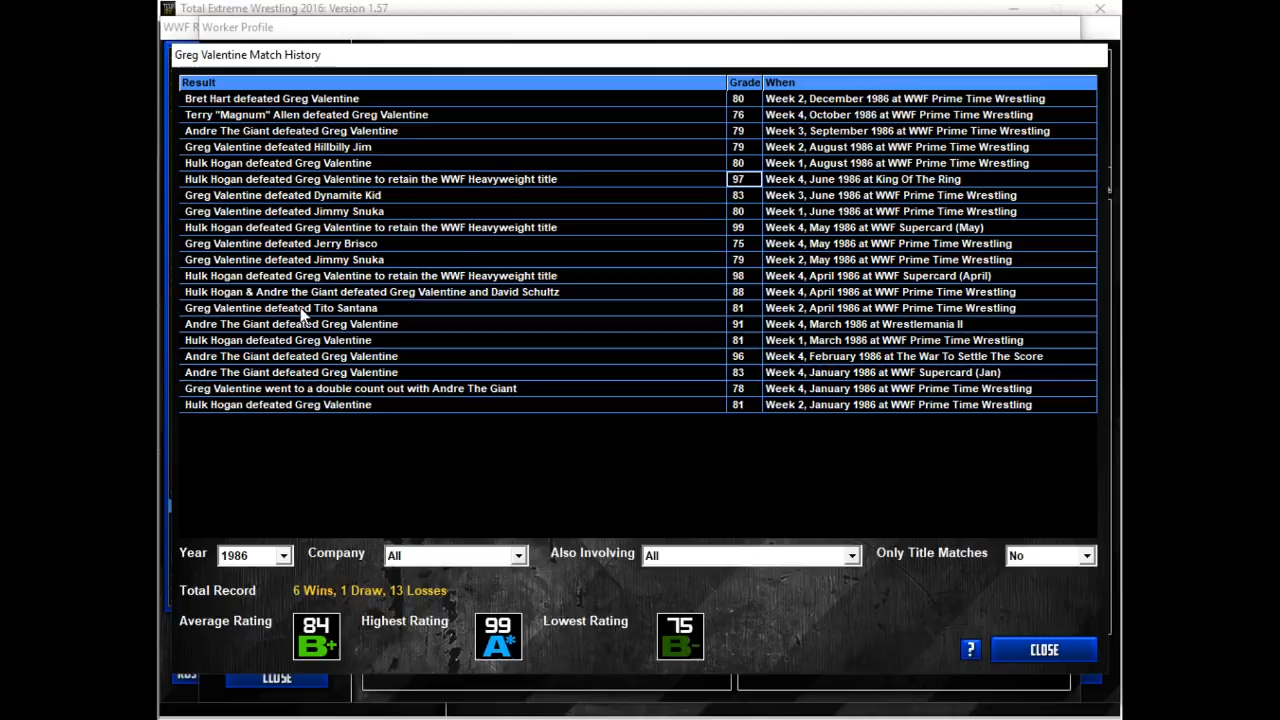 Total Extreme Wrestling 2016: Version 1.57
WWF R Worker Profile
Greg Valentine Match History
Result Grade When
Bret Hart defeated Greg Valentine 80 Week 2, December 1986 at WWF Prime Time Wrestling
Terry "Magnum" Allen defeated Greg Valentine 76 Week 4, October 1986 at WWF Prime Time Wrestling
Andre The Giant defeated Greg Valentine 79 Week 3, September 1986 at WWF Prime Time Wrestling
Greg Valentine defeated Hillbilly Jim 79 Week 2, August 1986 at WWF Prime Time Wrestling
Hulk Hogan defeated Greg Valentine 80 Week 1, August 1986 at WWF Prime Time Wrestling
Hulk Hogan defeated Greg Valentine to retain the WWF Heavyweight title 97 Week 4, June 1986 at King Of The Ring
Greg Valentine defeated Dynamite Kid 83 Week 3, June 1986 at WWF Prime Time Wrestling
Greg Valentine defeated Jimmy Snuka 80 Week 1, June 1986 at WWF Prime Time Wrestling
Hulk Hogan defeated Greg Valentine to retain the WWF Heavyweight title 99 Week 4, May 1986 at WWF Supercard (May)
Greg Valentine defeated Jerry Brisco 75 Week 4, May 1986 at WWF Prime Time Wrestling
Greg Valentine defeated Jimmy Snuka 79 Week 2, May 1986 at WWF Prime Time Wrestling
Hulk Hogan defeated Greg Valentine to retain the WWF Heavyweight title 98 Week 4, April 1986 at WWF Supercard (April)
Hulk Hogan & Andre the Giant defeated Greg Valentine and David Schultz 88 Week 4, April 1986 at WWF Prime Time Wrestling
Greg Valentine defeated Tito Santana 81 Week 2, April 1986 at WWF Prime Time Wrestling
Andre The Giant defeated Greg Valentine 91 Week 4, March 1986 at Wrestlemania II
Hulk Hogan defeated Greg Valentine 81 Week 1, March 1986 at WWF Prime Time Wrestling
Andre The Giant defeated Greg Valentine 96 Week 4, February 1986 at The War To Settle The Score
Andre The Giant defeated Greg Valentine 83 Week 4, January 1986 at WWF Supercard (Jan)
Greg Valentine went to a double count out with Andre The Giant 78 Week 4, January 1986 at WWF Prime Time Wrestling
Hulk Hogan defeated Greg Valentine 81 Week 2, January 1986 at WWF Prime Time Wrestling
Year 1986 Company All Also Involving All Only Title Matches No
Total Record 6 Wins, 1 Draw, 13 Losses
Average Rating 84 B+ Highest Rating 99 A* Lowest Rating 75 B-
? CLOSE
CLOSE